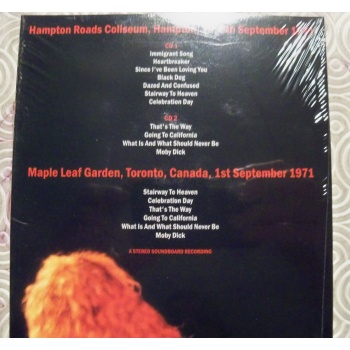 Hampton Roads Coliseum, Hampton, September
CD 1
Immigrant Song
Heartbreaker
Since I've Been Loving You
Black Dog
Dazed And Confused
Stairway To Heaven
Celebration Day
CD 2
That's The Way
Going To California
What Is And What Should Never Be
Moby Dick
Maple Leaf Garden, Toronto, Canada, 1st September 1971
Stairway To Heaven
Celebration Day
That's The Way
Going To California
What Is And What Should Never Be
Moby Dick
A STEREO SOUNDBOARD RECORDING